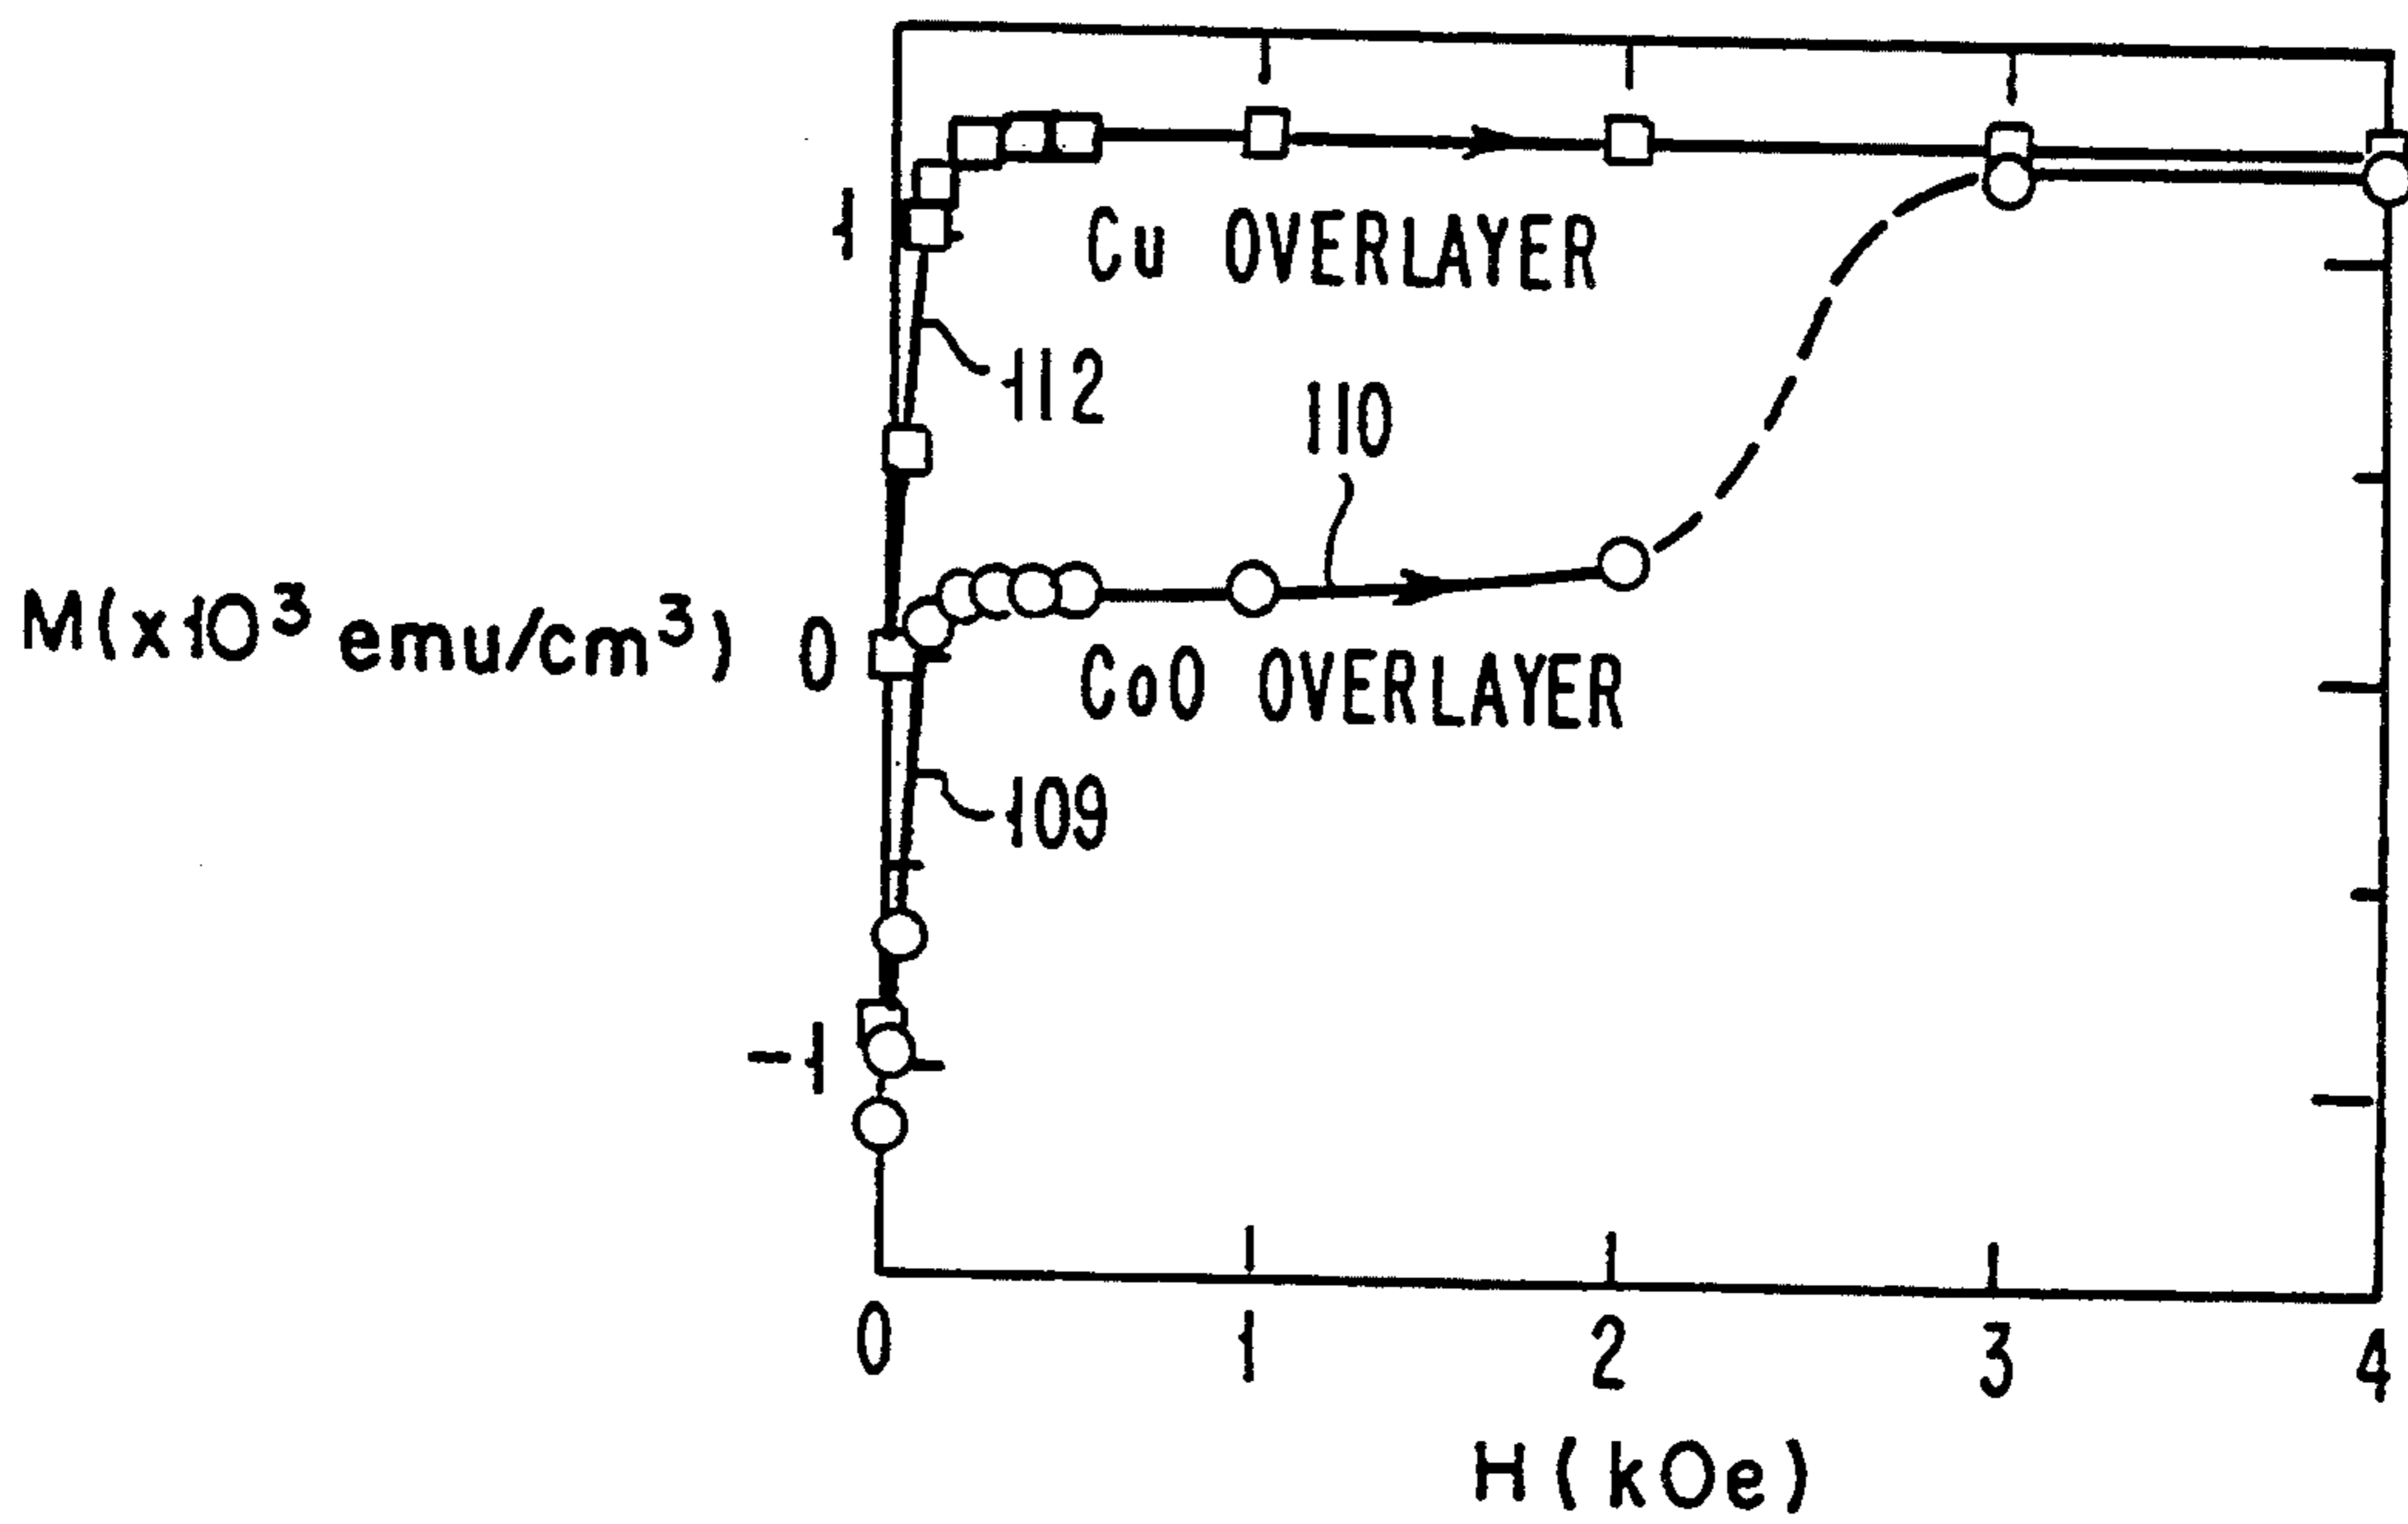 1
Cu OVERLAYER
112
110
M(x10³ emu/cm³) 0
CoO OVERLAYER
109
-1
0 1 2 3 4
H(kOe)